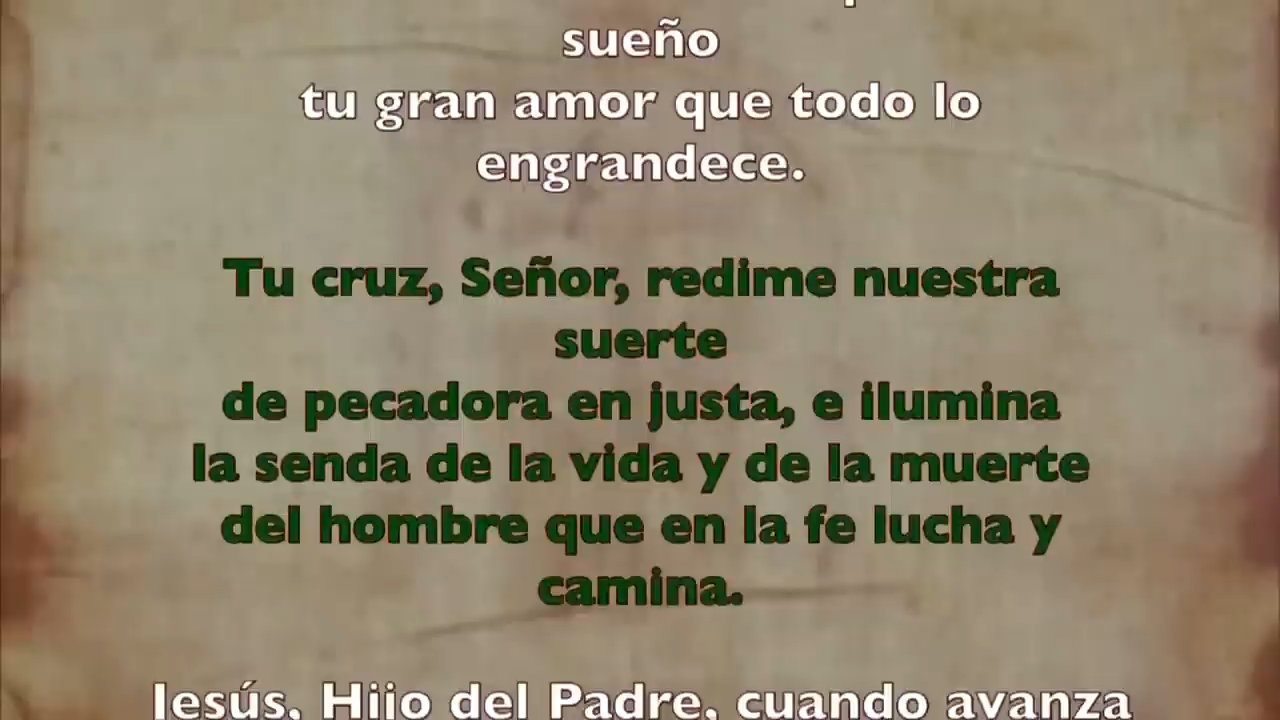 sueño
tu gran amor que todo lo
engrandece.
Tu cruz, Señor, redime nuestra
suerte
de pecadora en justa, e ilumina
la senda de la vida y de la muerte
del hombre que en la fe lucha y
camina.
Jesús, Hijo del Padre, cuando avanza